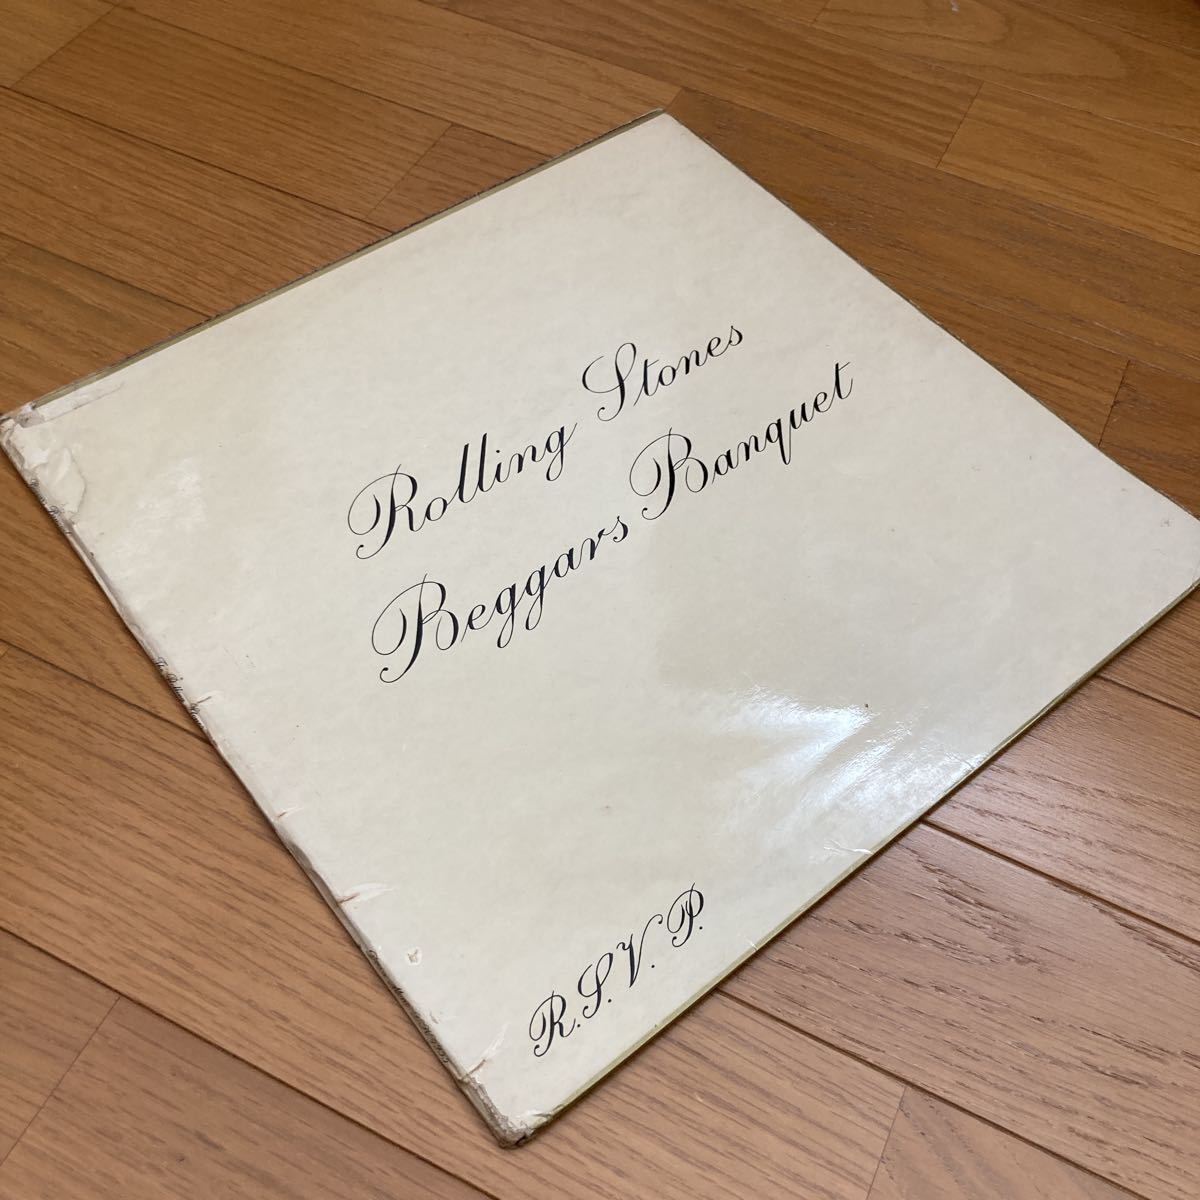 Rolling Stones
Beggars Banquet
R.S.V.P.